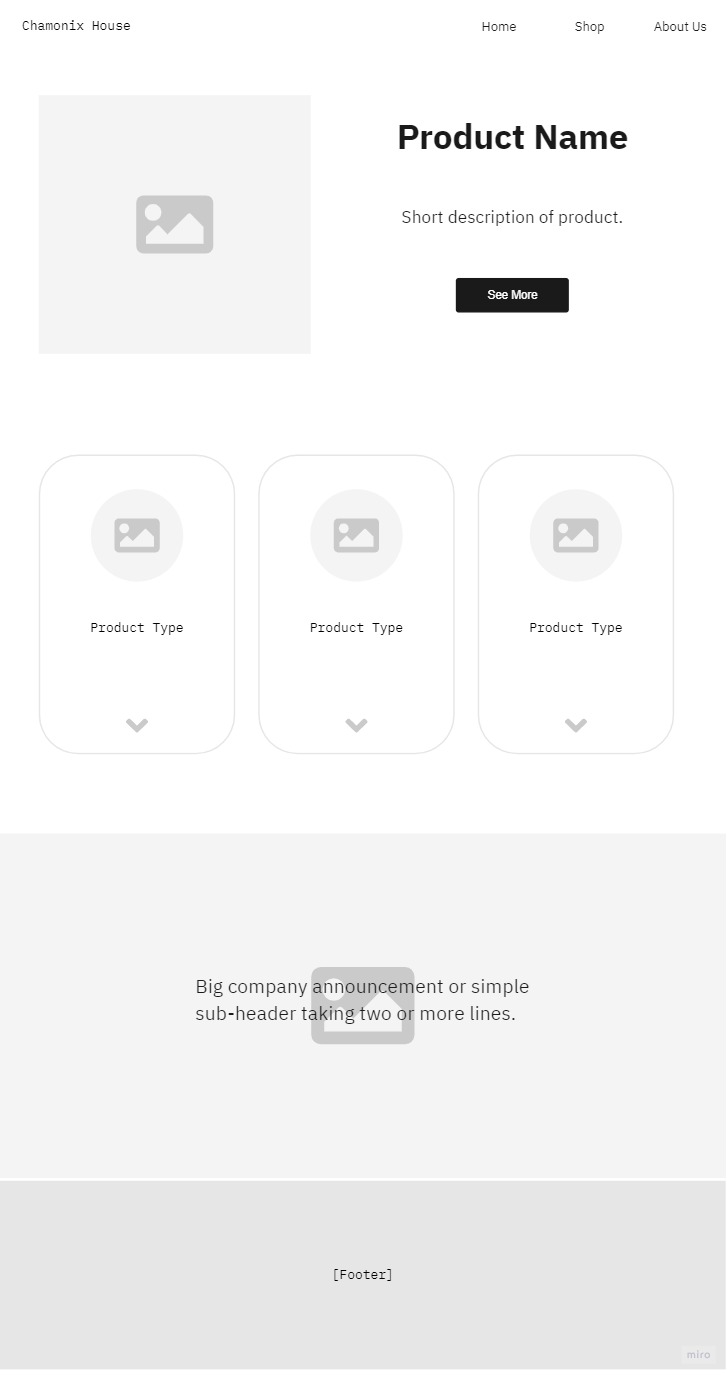 Chamonix House
Home
Shop
About Us
Product Name
Short description of product.
See More
Product Type
Product Type
Product Type
Big company announcement or simple
sub-header taking two or more lines.
[Footer]
miro